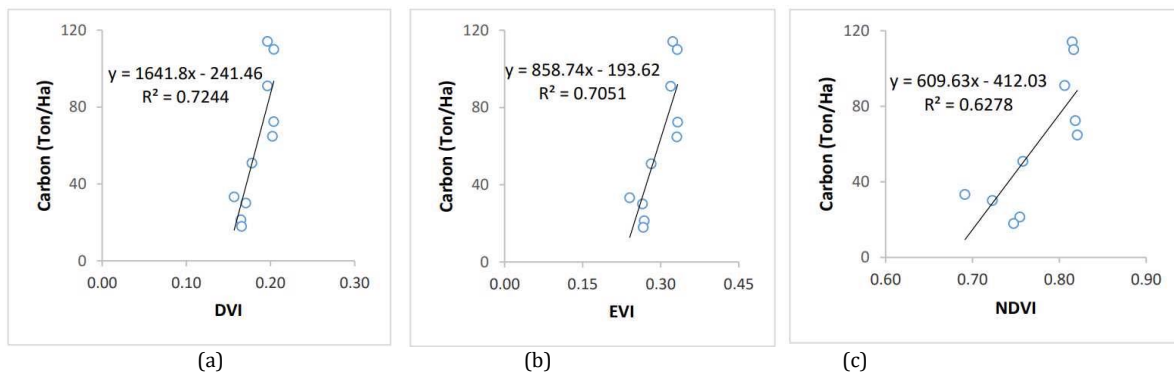 120
80
40
0
Carbon (Ton/Ha)
y = 1641.8x - 241.46
R² = 0.7244
0.00 0.10 0.20 0.30
DVI
(a)
120
80
40
0
Carbon (Ton/Ha)
y = 858.74x - 193.62
R² = 0.7051
0.00 0.15 0.30 0.45
EVI
(b)
120
80
40
0
Carbon (Ton/Ha)
y = 609.63x - 412.03
R² = 0.6278
0.60 0.70 0.80 0.90
NDVI
(c)